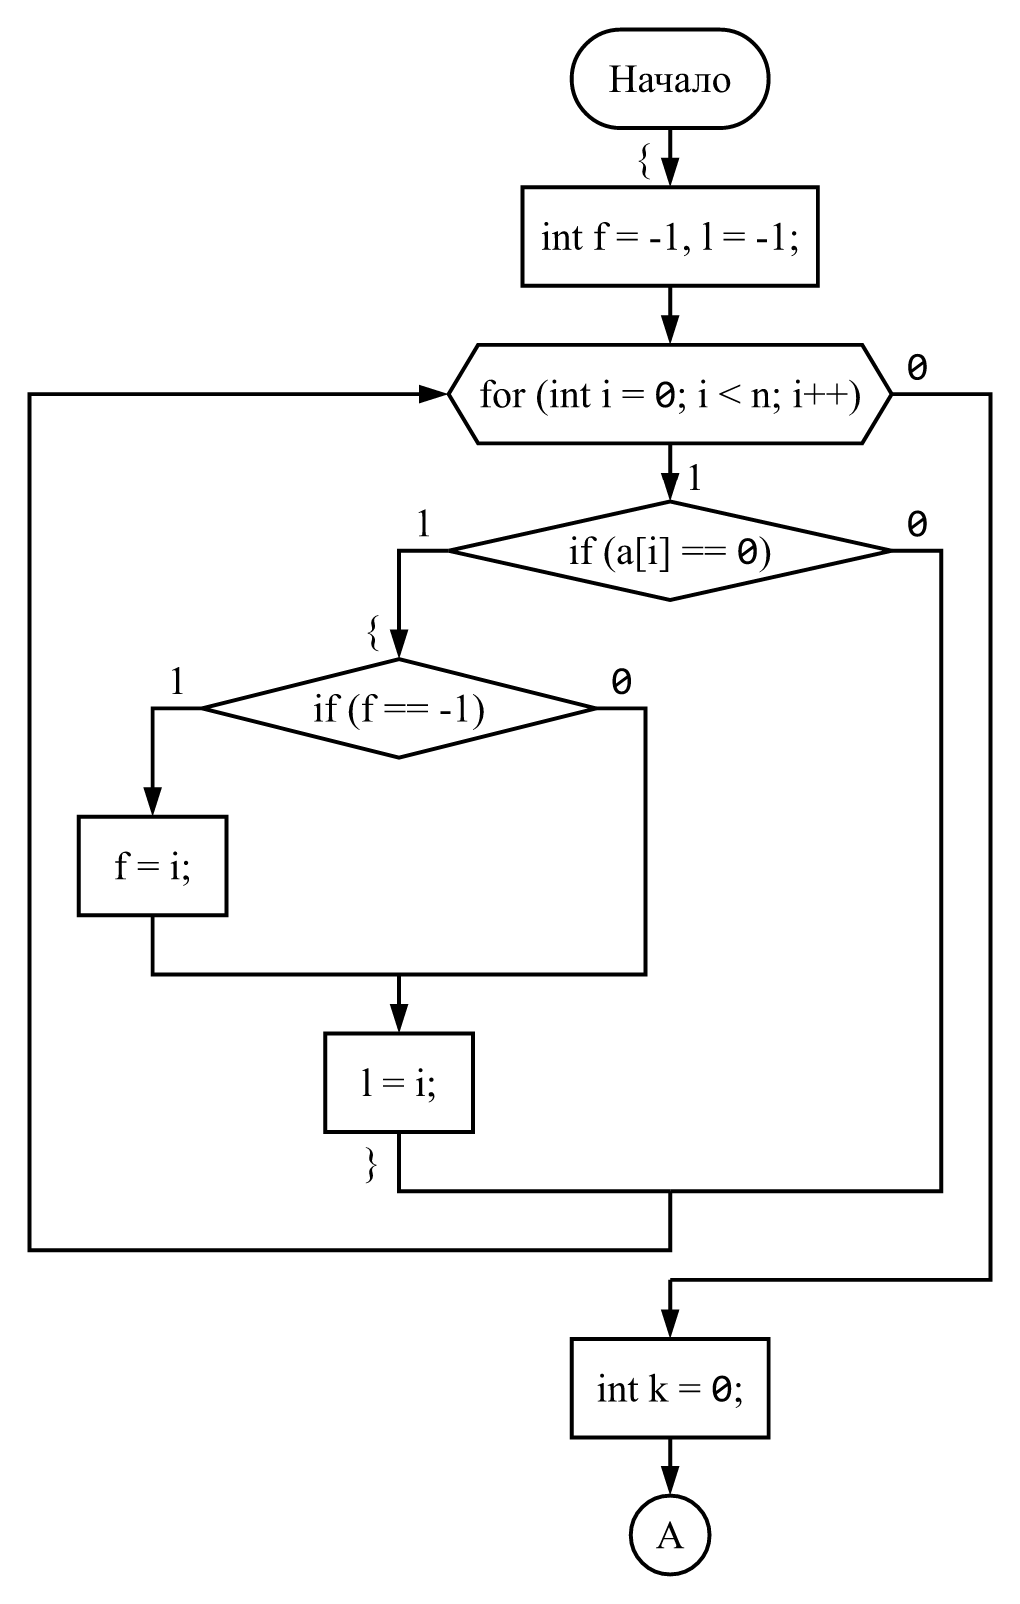 Начало
{
int f = -1, l = -1;
for (int i = 0; i < n; i++)
0
1
if (a[i] == 0)
1
0
{
if (f == -1)
1
0
f = i;
l = i;
}
int k = 0;
А